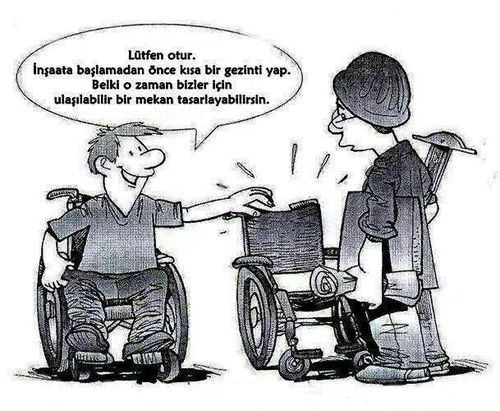 Lütfen otur.
İnşaata başlamadan önce kısa bir gezinti yap.
Belki o zaman bizler için
ulaşılabilir bir mekan tasarlayabilirsin.